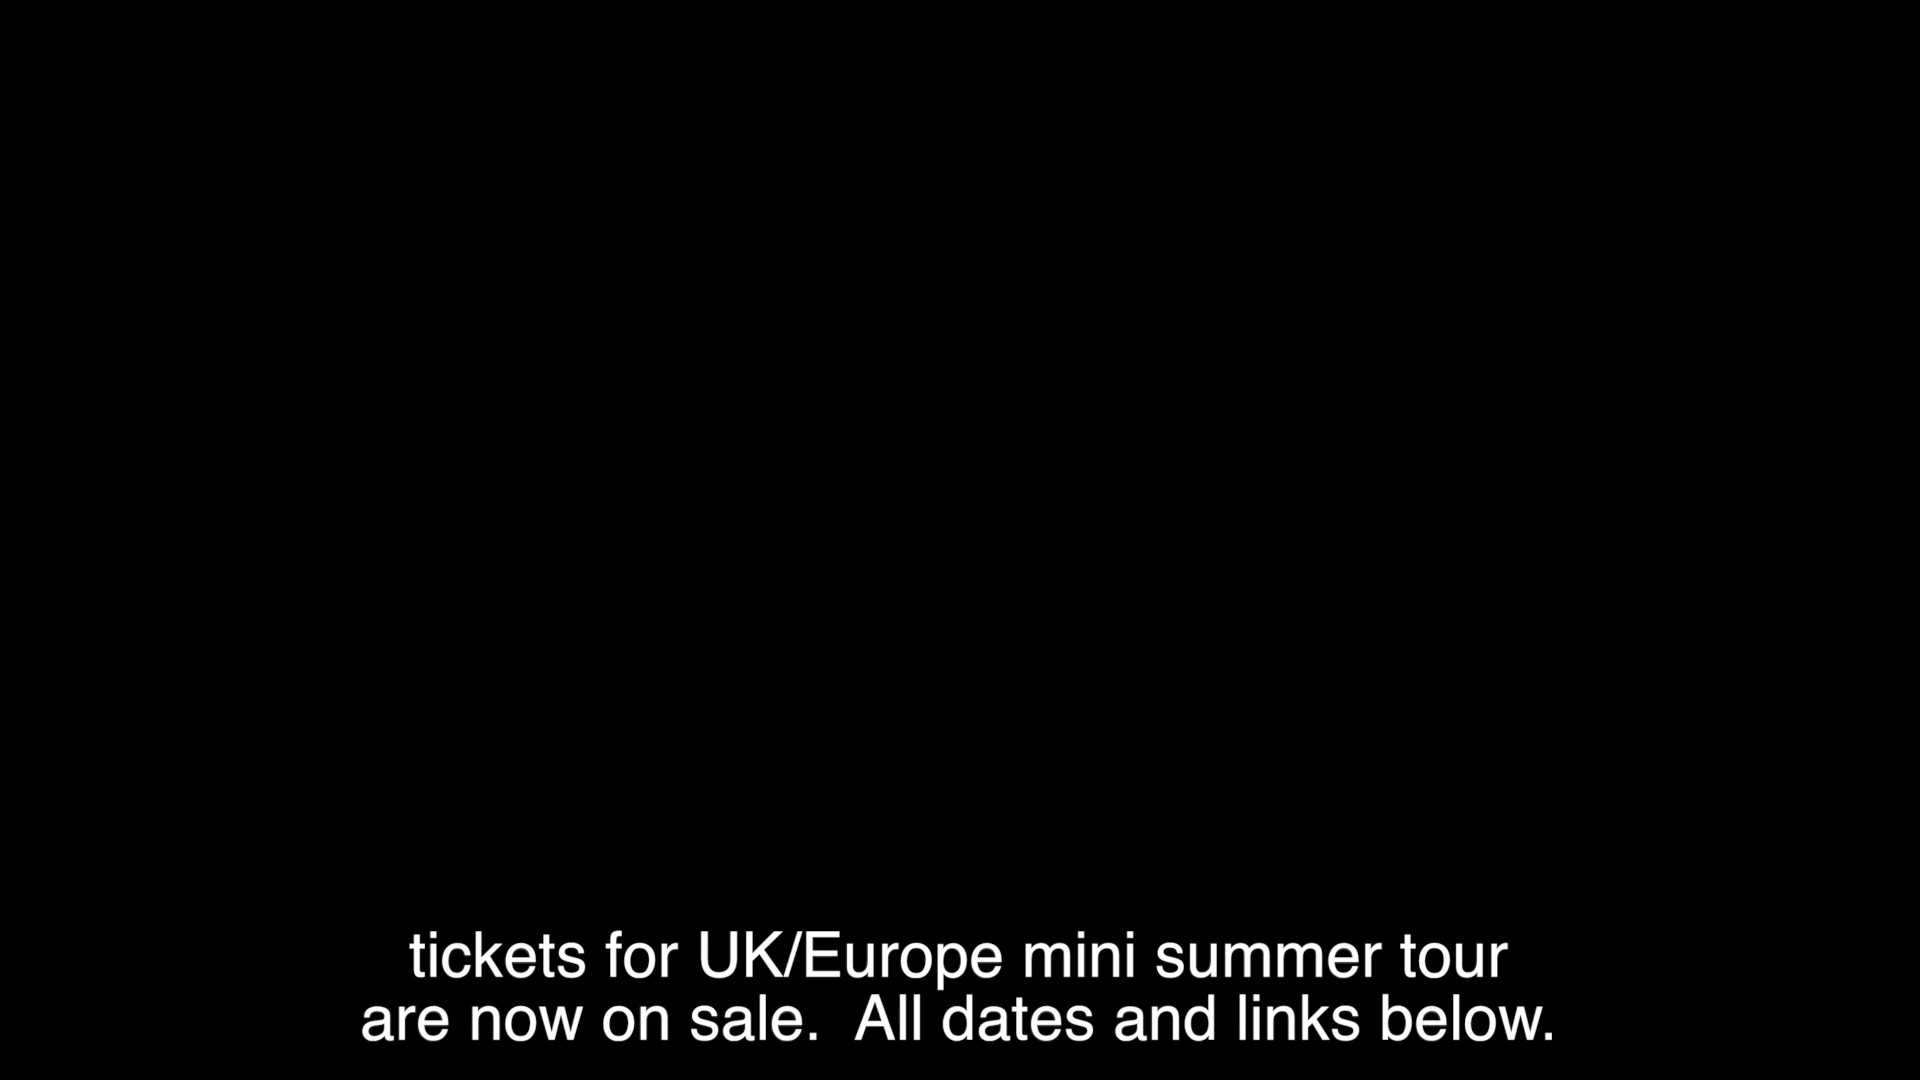 tickets for UK/Europe mini summer tour
are now on sale.  All dates and links below.